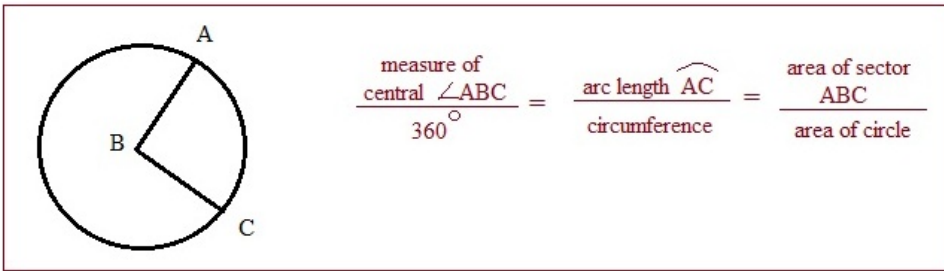 A
B
C
measure of
central ∠ABC
360°
=
arc length AC
circumference
=
area of sector
ABC
area of circle